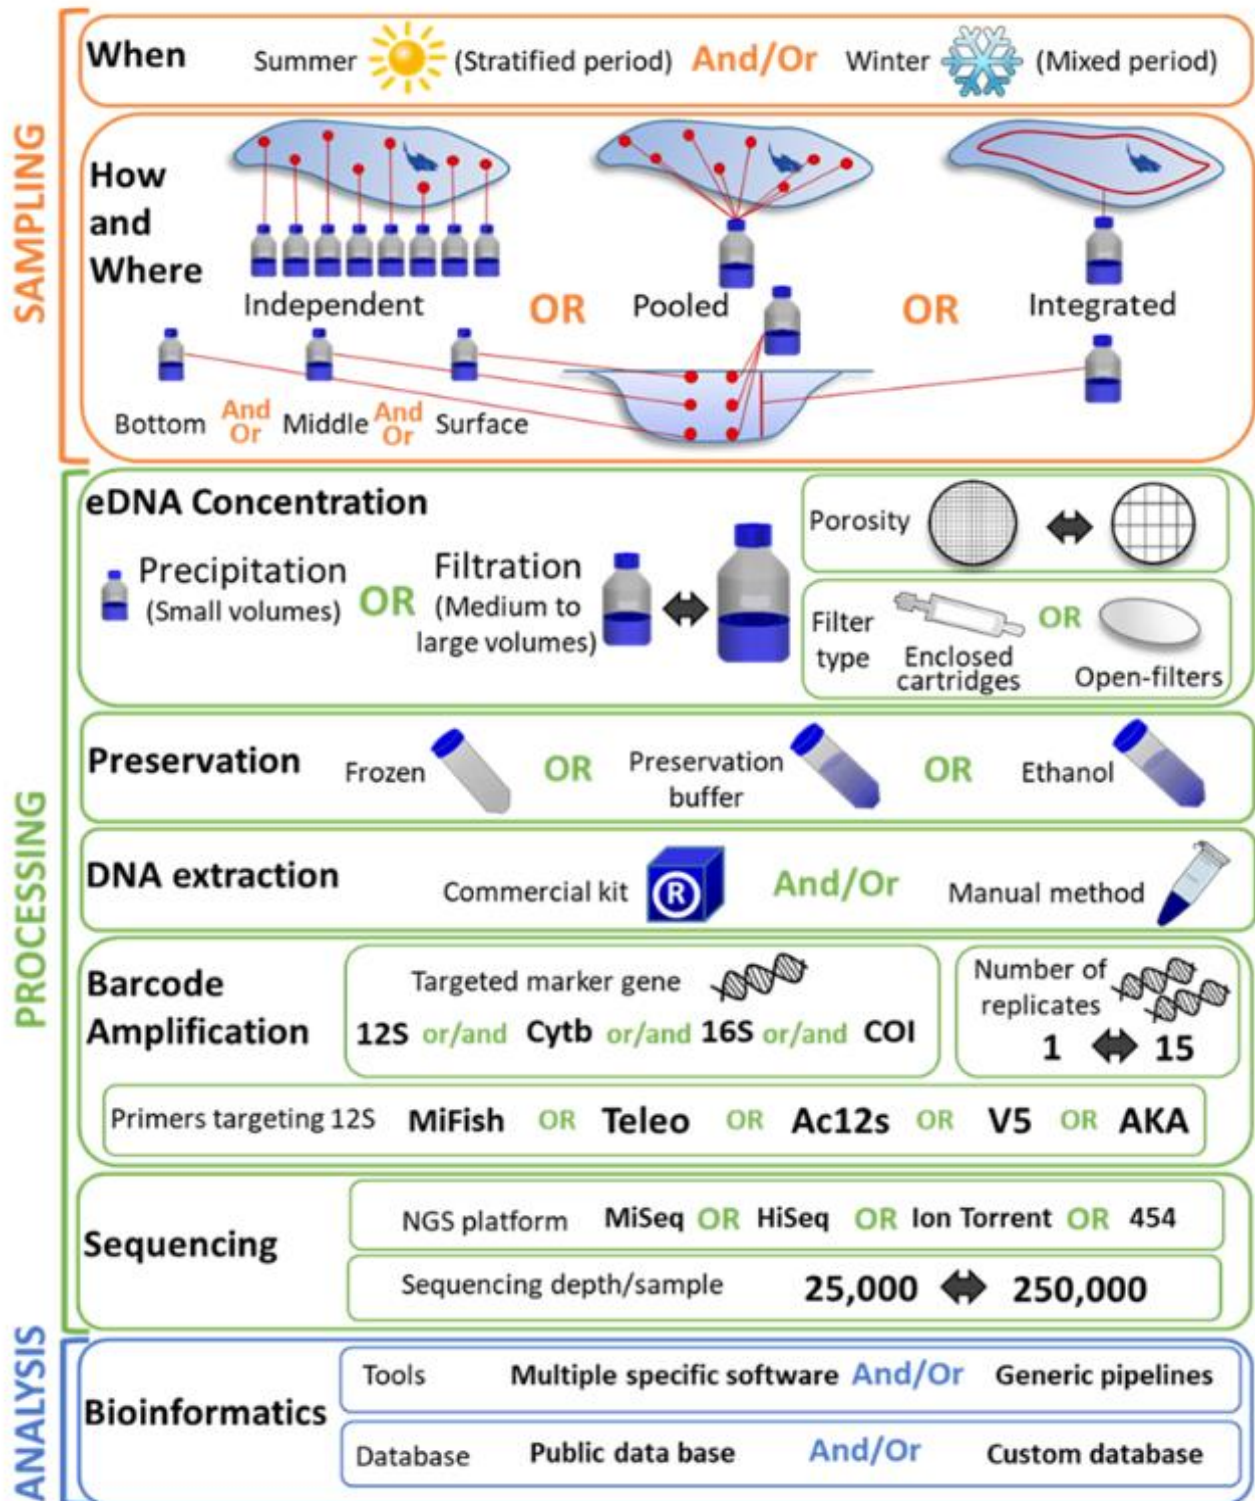 SAMPLING
When Summer (Stratified period) And/Or Winter (Mixed period)
How
and
Where
Independent OR Pooled OR Integrated
Bottom And Or Middle And Or Surface
PROCESSING
eDNA Concentration
Precipitation
(Small volumes)
OR
Filtration
(Medium to
large volumes)
Porosity
Filter
type
Enclosed
cartridges
OR
Open-filters
Preservation
Frozen OR Preservation
buffer
OR Ethanol
DNA extraction
Commercial kit R And/Or Manual method
Barcode
Amplification
Targeted marker gene
12S or/and Cytb or/and 16S or/and COI
Number of
replicates
1 15
Primers targeting 12S MiFish OR Teleo OR Ac12s OR V5 OR AKA
Sequencing
NGS platform MiSeq OR HiSeq OR Ion Torrent OR 454
Sequencing depth/sample 25,000 250,000
ANALYSIS
Bioinformatics
Tools Multiple specific software And/Or Generic pipelines
Database Public data base And/Or Custom database